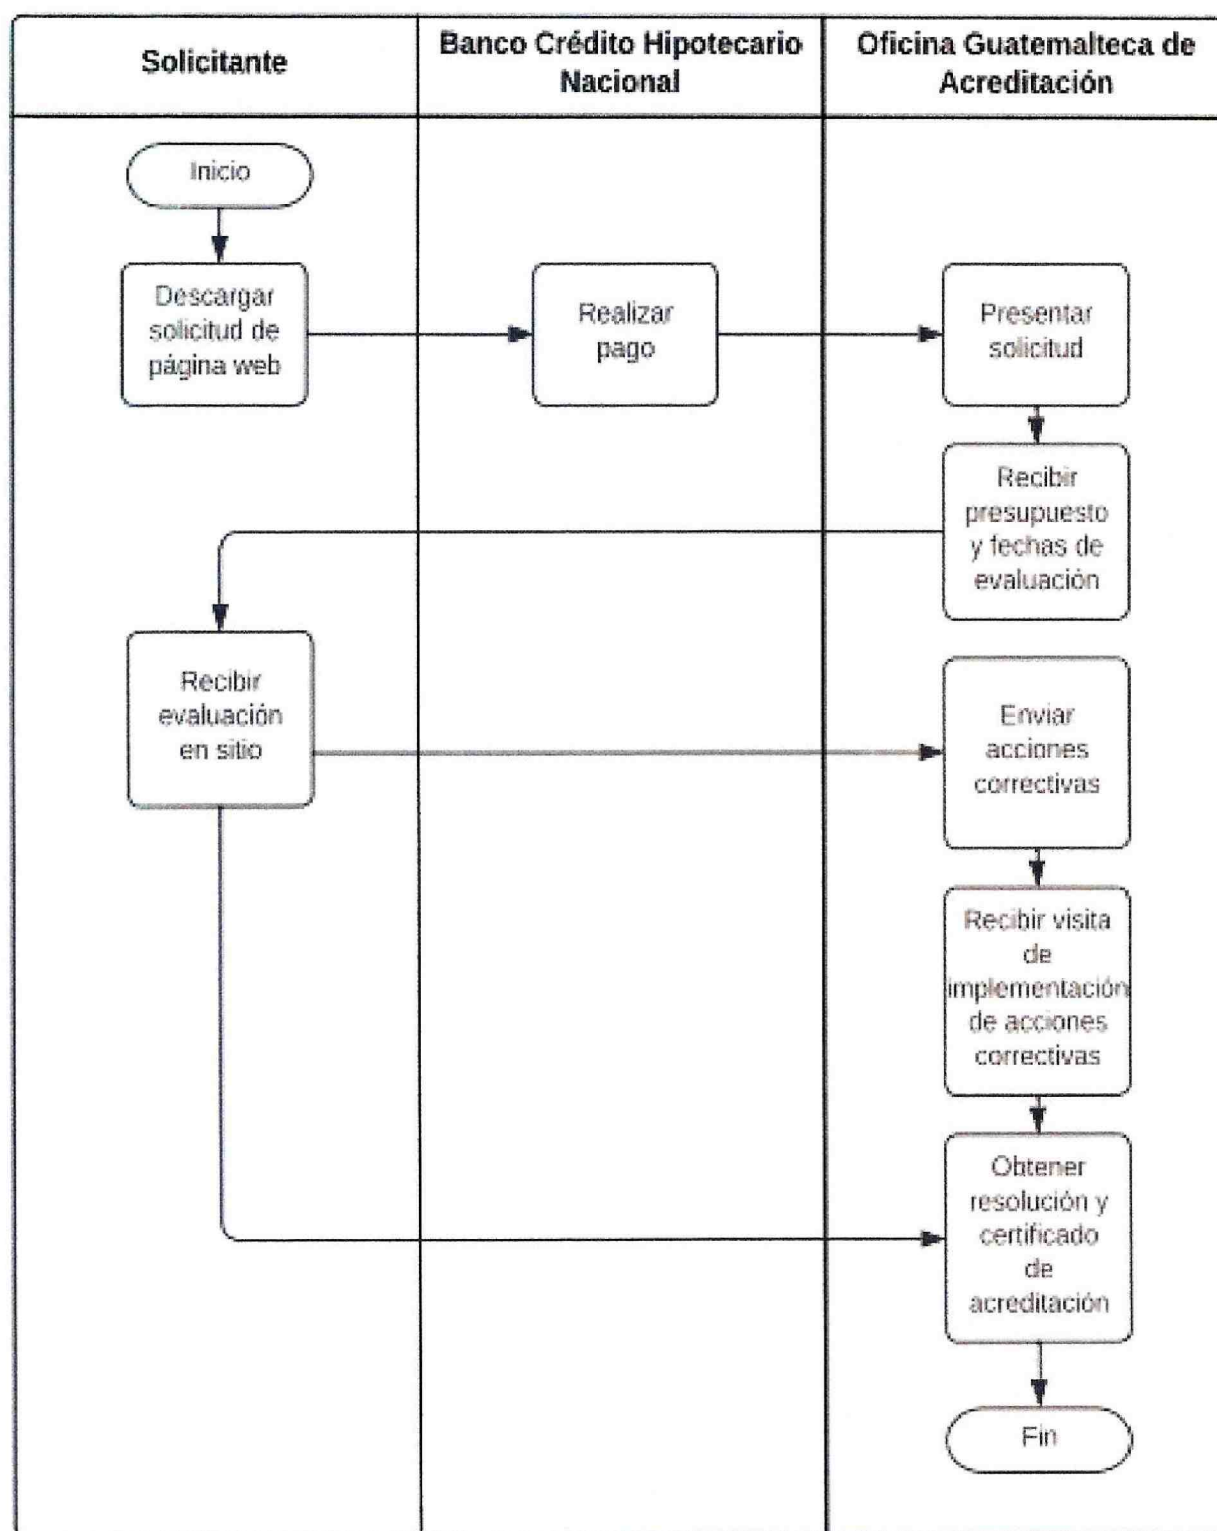 Solicitante
Banco Crédito Hipotecario
Nacional
Oficina Guatemalteca de
Acreditación
Inicio
Descargar
solicitud de
página web
Realizar
pago
Presentar
solicitud
Recibir
presupuesto
y fechas de
evaluación
Recibir
evaluación
en sitio
Enviar
acciones
correctivas
Recibir visita
de
implementación
de acciones
correctivas
Obtener
resolución y
certificado
de
acreditación
Fin